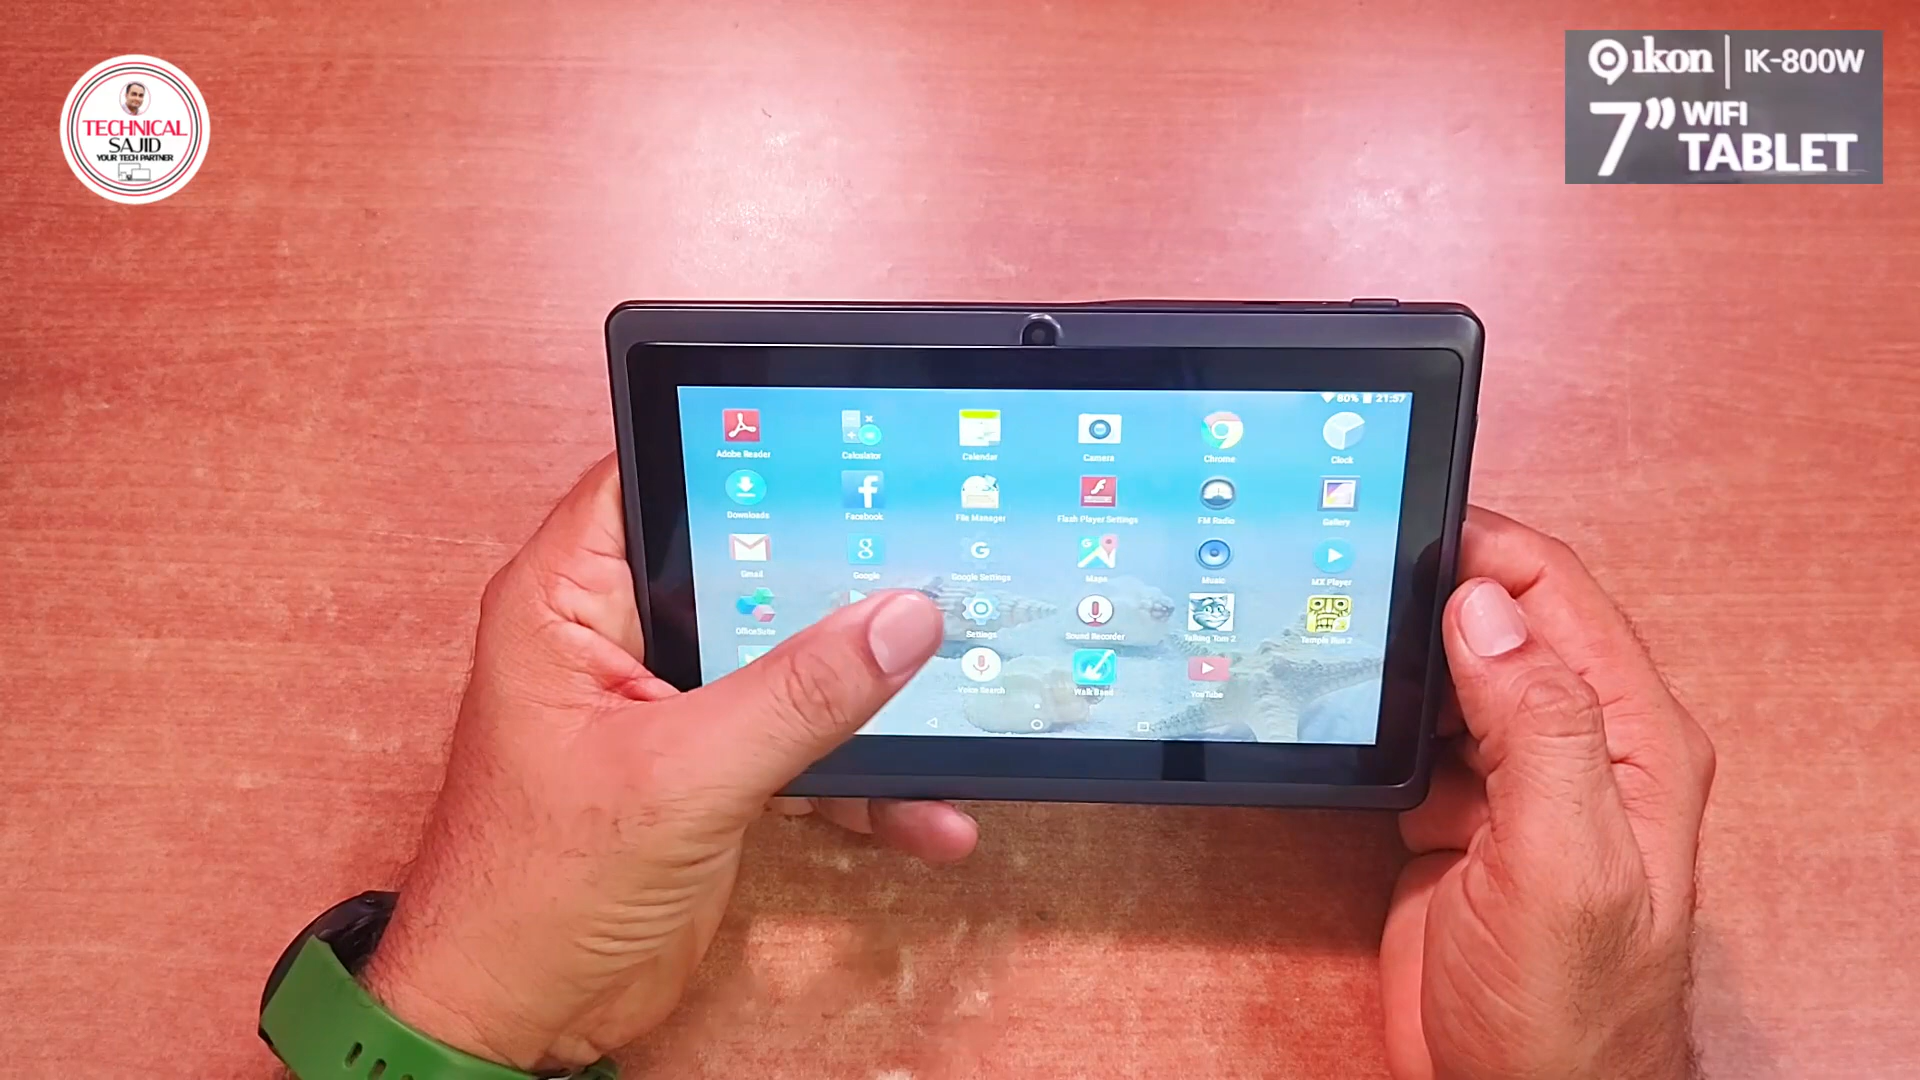 TECHNICAL
SAJID
YOUR TECH PARTNER
ikon | IK-800W
7” WIFI
TABLET
80% 21:57
Adobe Reader Calculator Calendar Camera Chrome Clock
Downloads Facebook File Manager Flash Player Settings FM Radio Gallery
Gmail Google Google Settings Maps Music MX Player
OfficeSuite Settings Sound Recorder Talking Tom 2 Temple Run 2
Voice Search Walk Band YouTube